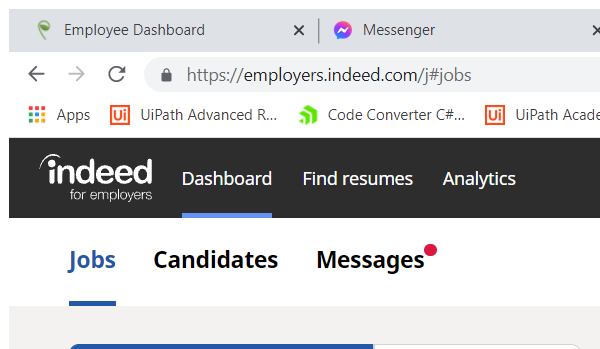 Employee Dashboard Messenger
https://employers.indeed.com/j#jobs
Apps UiPath Advanced R... Code Converter C#... UiPath Acade
indeed for employers Dashboard Find resumes Analytics
Jobs Candidates Messages